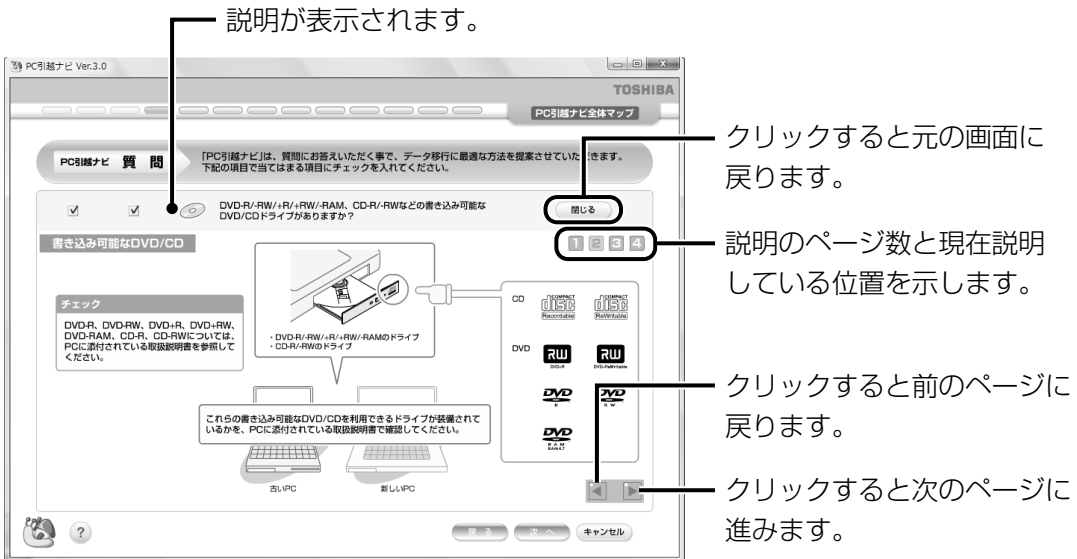 説明が表示されます。
PC引越ナビ Ver.3.0
TOSHIBA
PC引越ナビ全体マップ
PC引越ナビ 質 問
「PC引越ナビ」は、質問にお答えいただく事で、データ移行に最適な方法を提案させていただきます。
下記の項目で当てはまる項目にチェックを入れてください。
クリックすると元の画面に
戻ります。
DVD-R/-RW/+R/+RW/-RAM、CD-R/-RWなどの書き込み可能な
DVD/CDドライブがありますか？
閉じる
書き込み可能なDVD/CD
1 2 3 4
説明のページ数と現在説明
している位置を示します。
チェック
DVD-R、DVD-RW、DVD+R、DVD+RW、
DVD-RAM、CD-R、CD-RWについては、
PCに添付されている取扱説明書を参照して
ください。
・DVD-R/-RW/+R/+RW/-RAMのドライブ
・CD-R/-RWのドライブ
CD
COMPACT
disc
Recordable
COMPACT
disc
ReWritable
DVD
RW
DVD+R
RW
DVD+ReWritable
DVD
R
DVD
R W
DVD
R A M
RAM4.7
クリックすると前のページに
戻ります。
これらの書き込み可能なDVD/CDを利用できるドライブが装備されて
いるかを、PCに添付されている取扱説明書で確認してください。
古いPC
新しいPC
クリックすると次のページに
進みます。
?
戻 る
次 へ
キャンセル